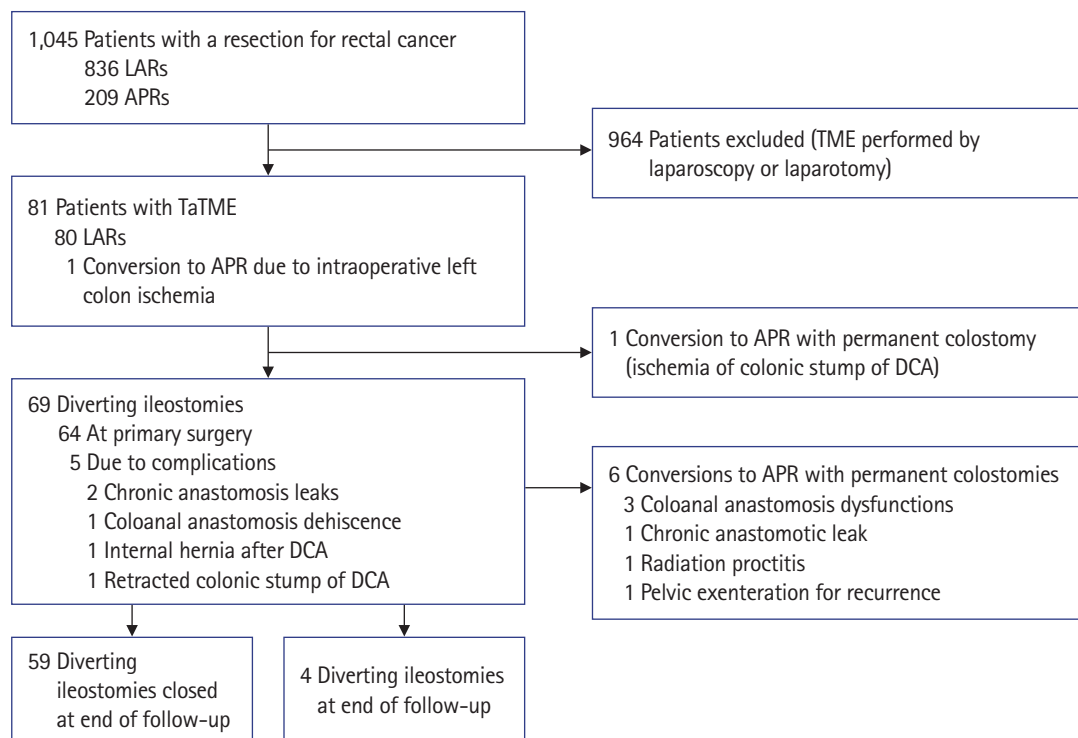 1,045 Patients with a resection for rectal cancer
836 LARs
209 APRs
964 Patients excluded (TME performed by
laparoscopy or laparotomy)
81 Patients with TaTME
80 LARs
1 Conversion to APR due to intraoperative left
colon ischemia
1 Conversion to APR with permanent colostomy
(ischemia of colonic stump of DCA)
69 Diverting ileostomies
64 At primary surgery
5 Due to complications
2 Chronic anastomosis leaks
1 Coloanal anastomosis dehiscence
1 Internal hernia after DCA
1 Retracted colonic stump of DCA
6 Conversions to APR with permanent colostomies
3 Coloanal anastomosis dysfunctions
1 Chronic anastomotic leak
1 Radiation proctitis
1 Pelvic exenteration for recurrence
59 Diverting
ileostomies closed
at end of follow-up
4 Diverting ileostomies
at end of follow-up